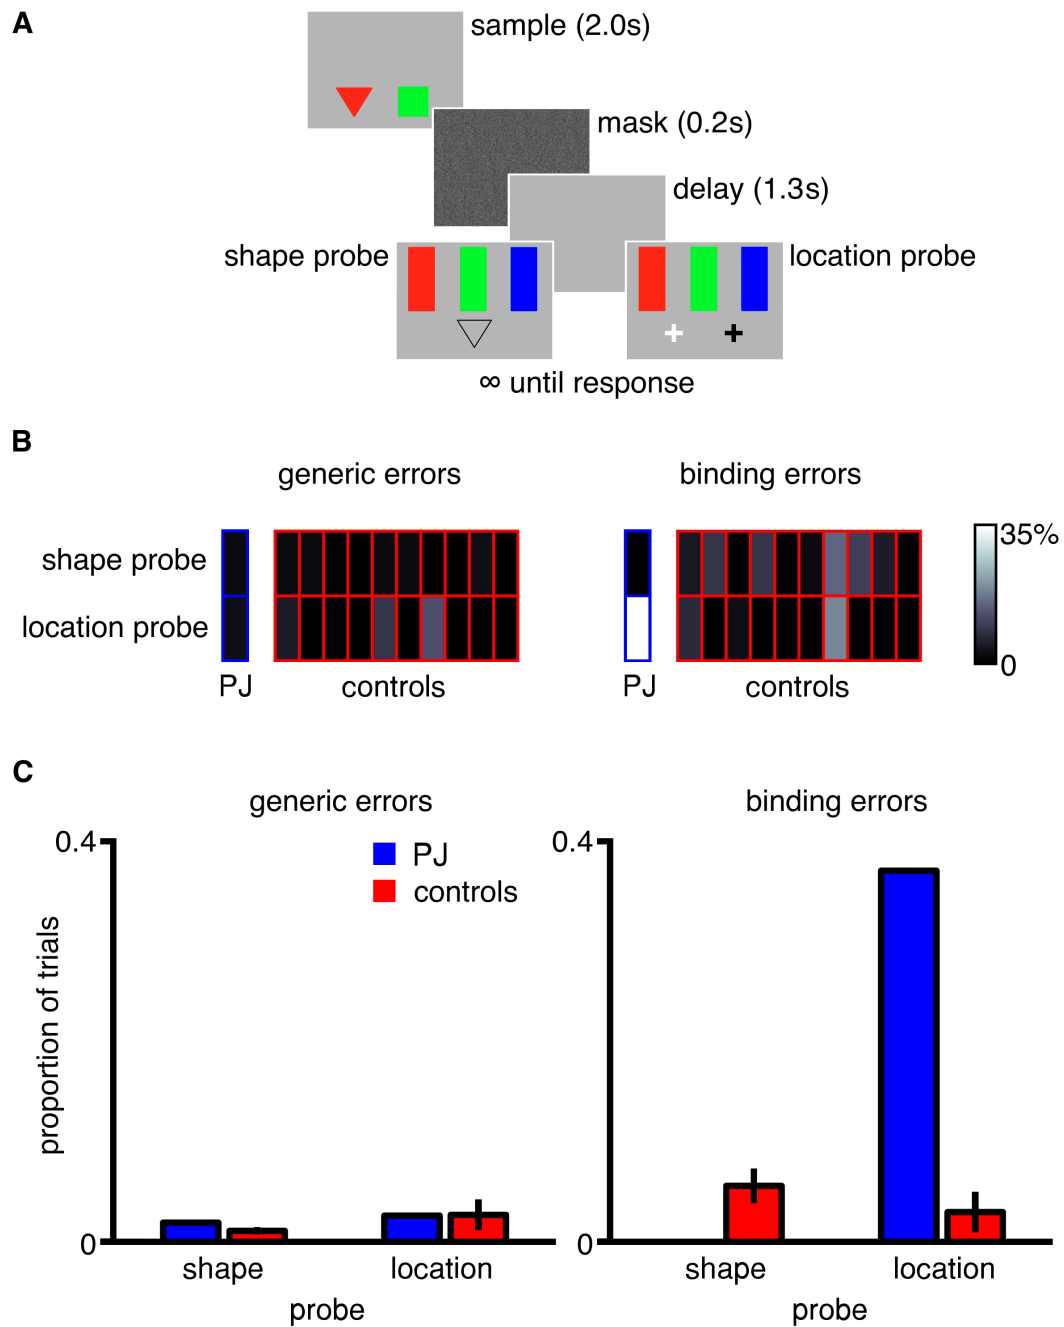 A
sample (2.0s)
mask (0.2s)
delay (1.3s)
shape probe
location probe
∞ until response
B
generic errors
binding errors
shape probe
location probe
35%
0
PJ
controls
PJ
controls
C
generic errors
binding errors
0.4
0.4
PJ
controls
proportion of trials
0
0
shape
location
shape
location
probe
probe